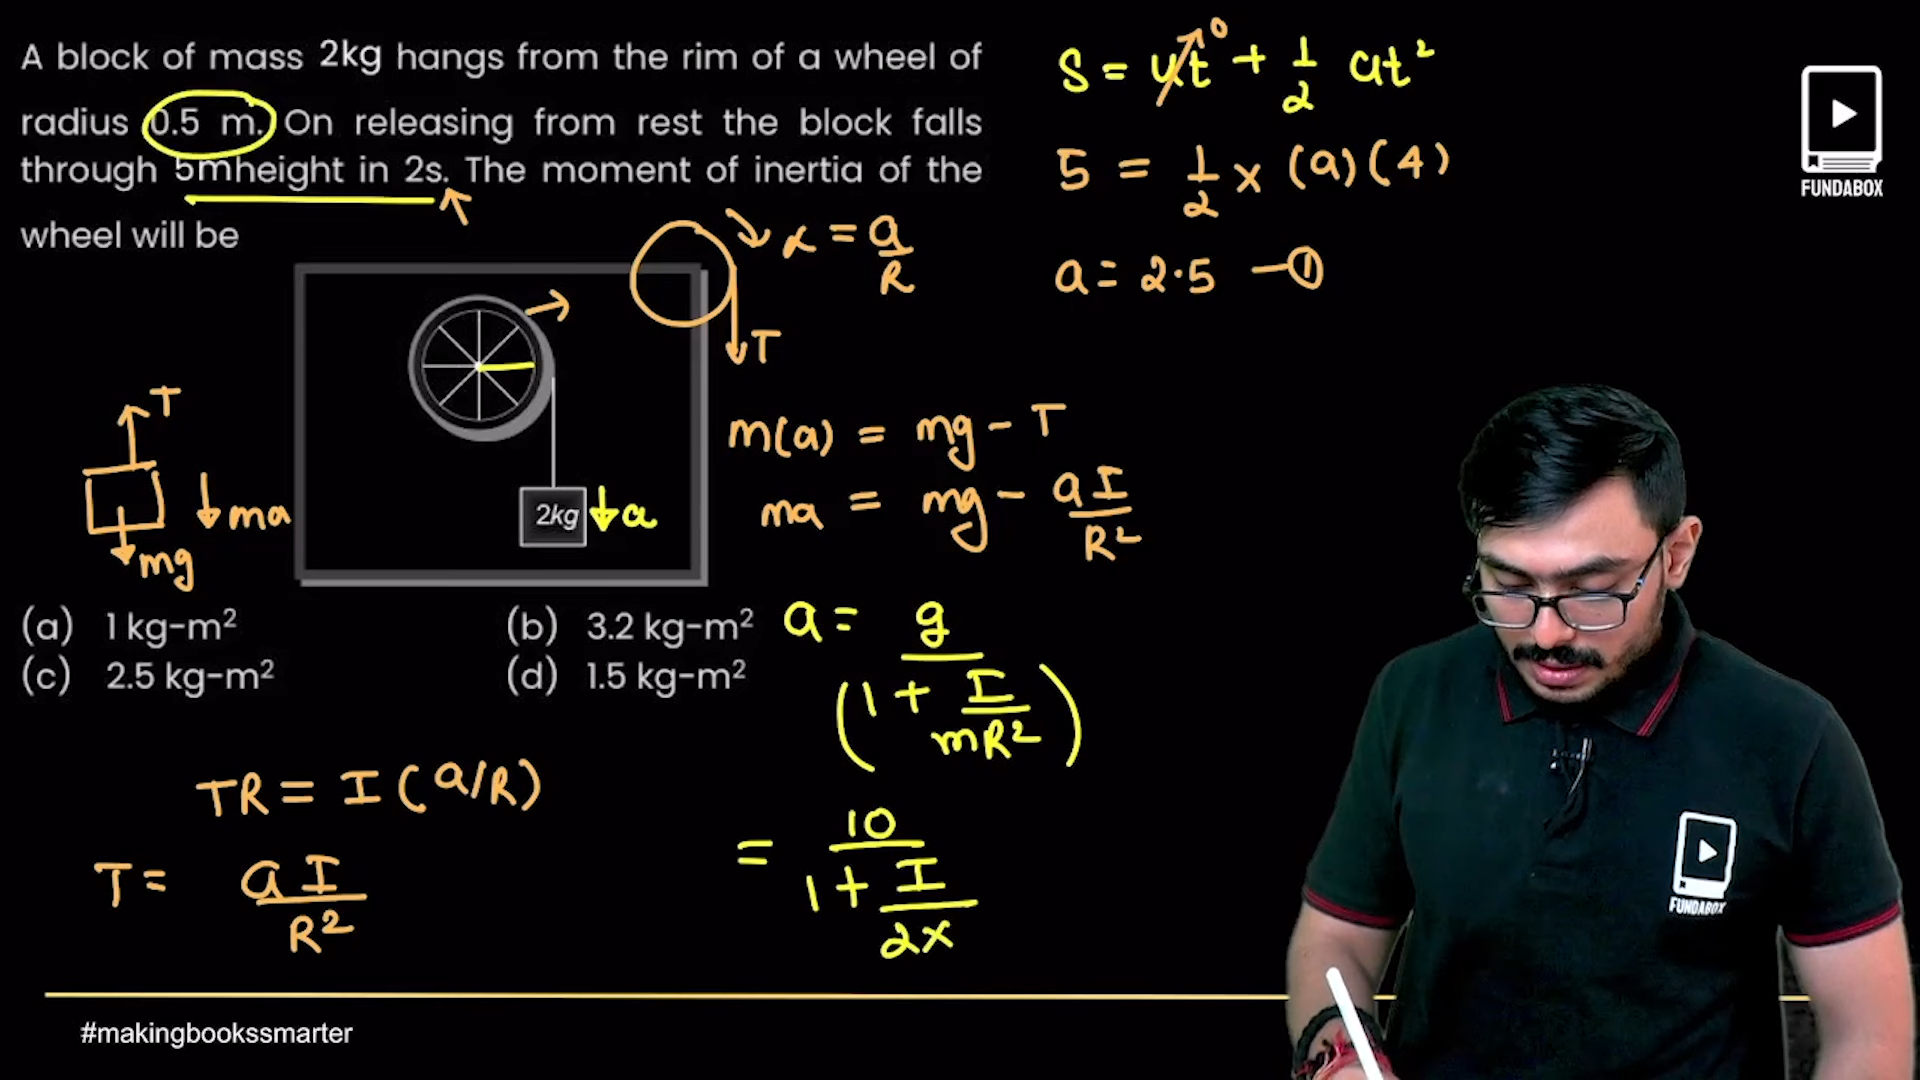 A block of mass 2kg hangs from the rim of a wheel of
radius 0.5 m. On releasing from rest the block falls
through 5mheight in 2s. The moment of inertia of the
wheel will be
α = a/R
T
T
ma
mg
2kg
a
(a) 1 kg-m²
(b) 3.2 kg-m²
(c) 2.5 kg-m²
(d) 1.5 kg-m²
TR = I (a/R)
T = aI/R²
S = ut⁰ + 1/2 at²
5 = 1/2 x (a)(4)
a = 2.5 —①
m(a) = mg - T
ma = mg - aI/R²
a = g/(1 + I/mR²)
= 10/1 + I/2x
FUNDABOX
FUNDABOX
#makingbookssmarter